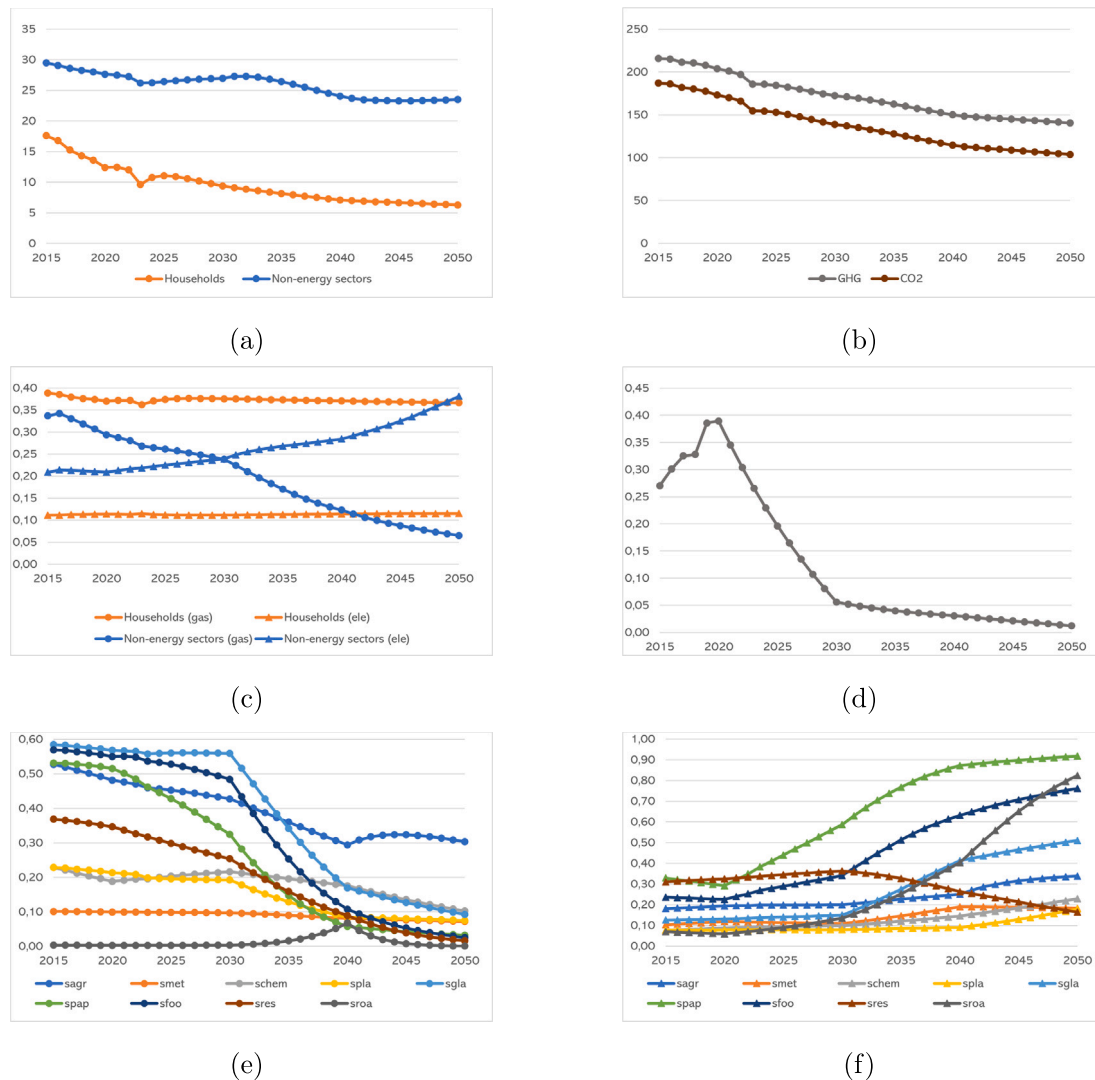 35
30
25
20
15
10
5
0
2015 2020 2025 2030 2035 2040 2045 2050
Households Non-energy sectors
(a)
250
200
150
100
50
0
2015 2020 2025 2030 2035 2040 2045 2050
GHG CO2
(b)
0,40
0,35
0,30
0,25
0,20
0,15
0,10
0,05
0,00
2015 2020 2025 2030 2035 2040 2045 2050
Households (gas) Households (ele)
Non-energy sectors (gas) Non-energy sectors (ele)
(c)
0,45
0,40
0,35
0,30
0,25
0,20
0,15
0,10
0,05
0,00
2015 2020 2025 2030 2035 2040 2045 2050
(d)
0,60
0,50
0,40
0,30
0,20
0,10
0,00
2015 2020 2025 2030 2035 2040 2045 2050
sagr smet schem spla sgla
spap sfoo sres sroa
(e)
1,00
0,90
0,80
0,70
0,60
0,50
0,40
0,30
0,20
0,10
0,00
2015 2020 2025 2030 2035 2040 2045 2050
sagr smet schem spla sgla
spap sfoo sres sroa
(f)